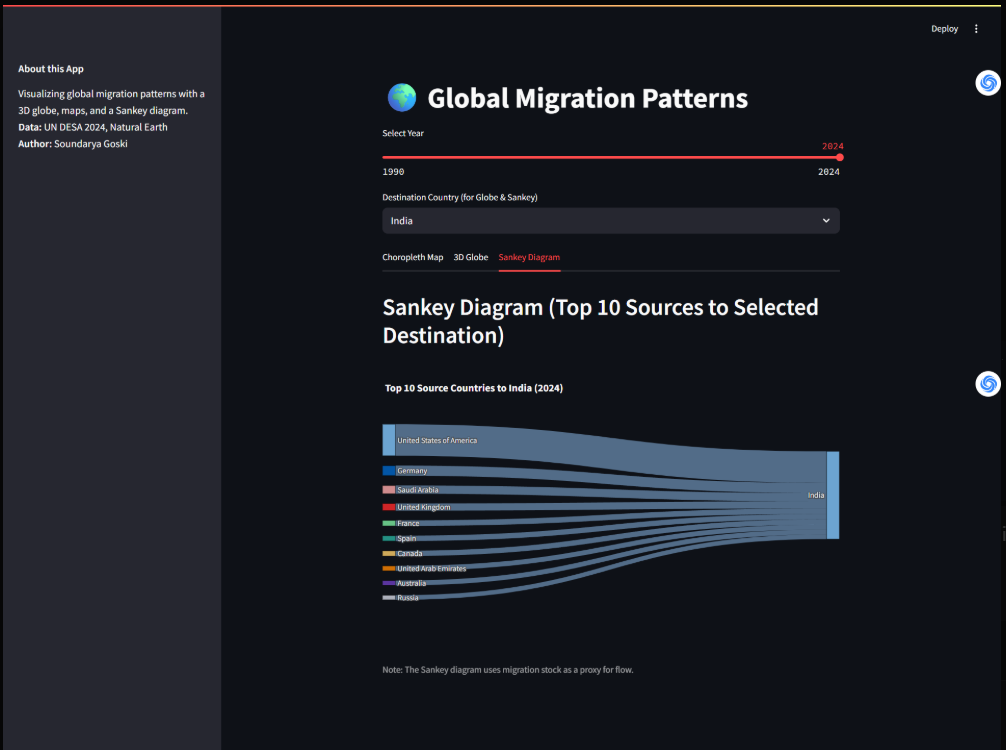 Deploy
About this App
Visualizing global migration patterns with a
3D globe, maps, and a Sankey diagram.
Data: UN DESA 2024, Natural Earth
Author: Soundarya Goski
Global Migration Patterns
Select Year
2024
1990
2024
Destination Country (for Globe & Sankey)
India
Choropleth Map
3D Globe
Sankey Diagram
Sankey Diagram (Top 10 Sources to Selected
Destination)
Top 10 Source Countries to India (2024)
United States of America
Germany
Saudi Arabia
United Kingdom
France
Spain
Canada
United Arab Emirates
Australia
Russia
India
Note: The Sankey diagram uses migration stock as a proxy for flow.